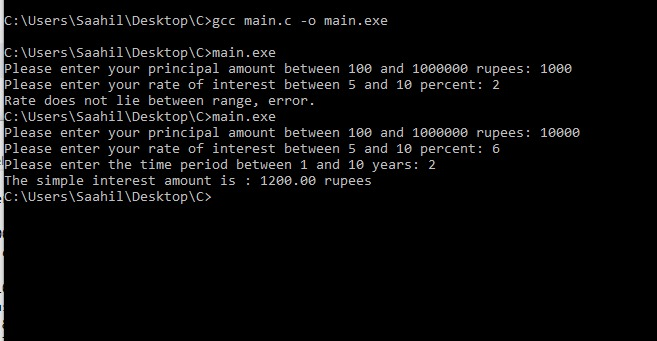 C:\Users\Saahil\Desktop\C>gcc main.c -o main.exe
C:\Users\Saahil\Desktop\C>main.exe
Please enter your principal amount between 100 and 1000000 rupees: 1000
Please enter your rate of interest between 5 and 10 percent: 2
Rate does not lie between range, error.
C:\Users\Saahil\Desktop\C>main.exe
Please enter your principal amount between 100 and 1000000 rupees: 10000
Please enter your rate of interest between 5 and 10 percent: 6
Please enter the time period between 1 and 10 years: 2
The simple interest amount is : 1200.00 rupees
C:\Users\Saahil\Desktop\C>